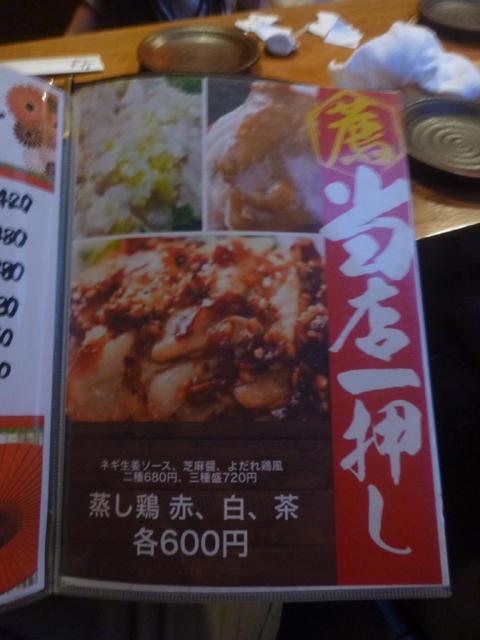 薦
当店一押し
ネギ生姜ソース、芝麻醤、よだれ鶏風
二種680円、三種盛720円
蒸し鶏 赤、白、茶
各600円